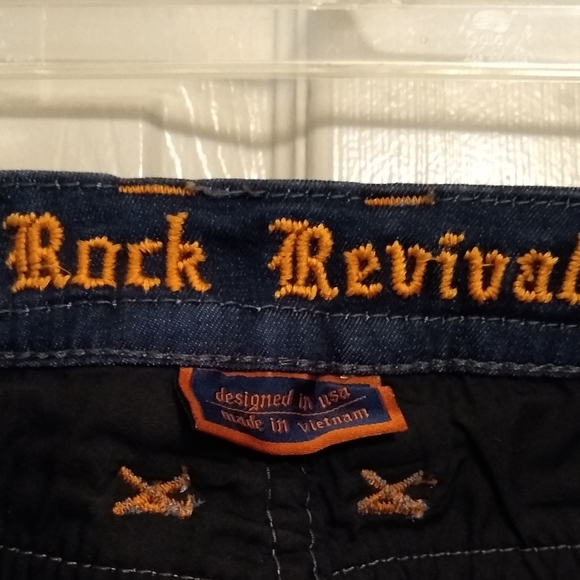 Rock Revival
designed in usa
made in vietnam